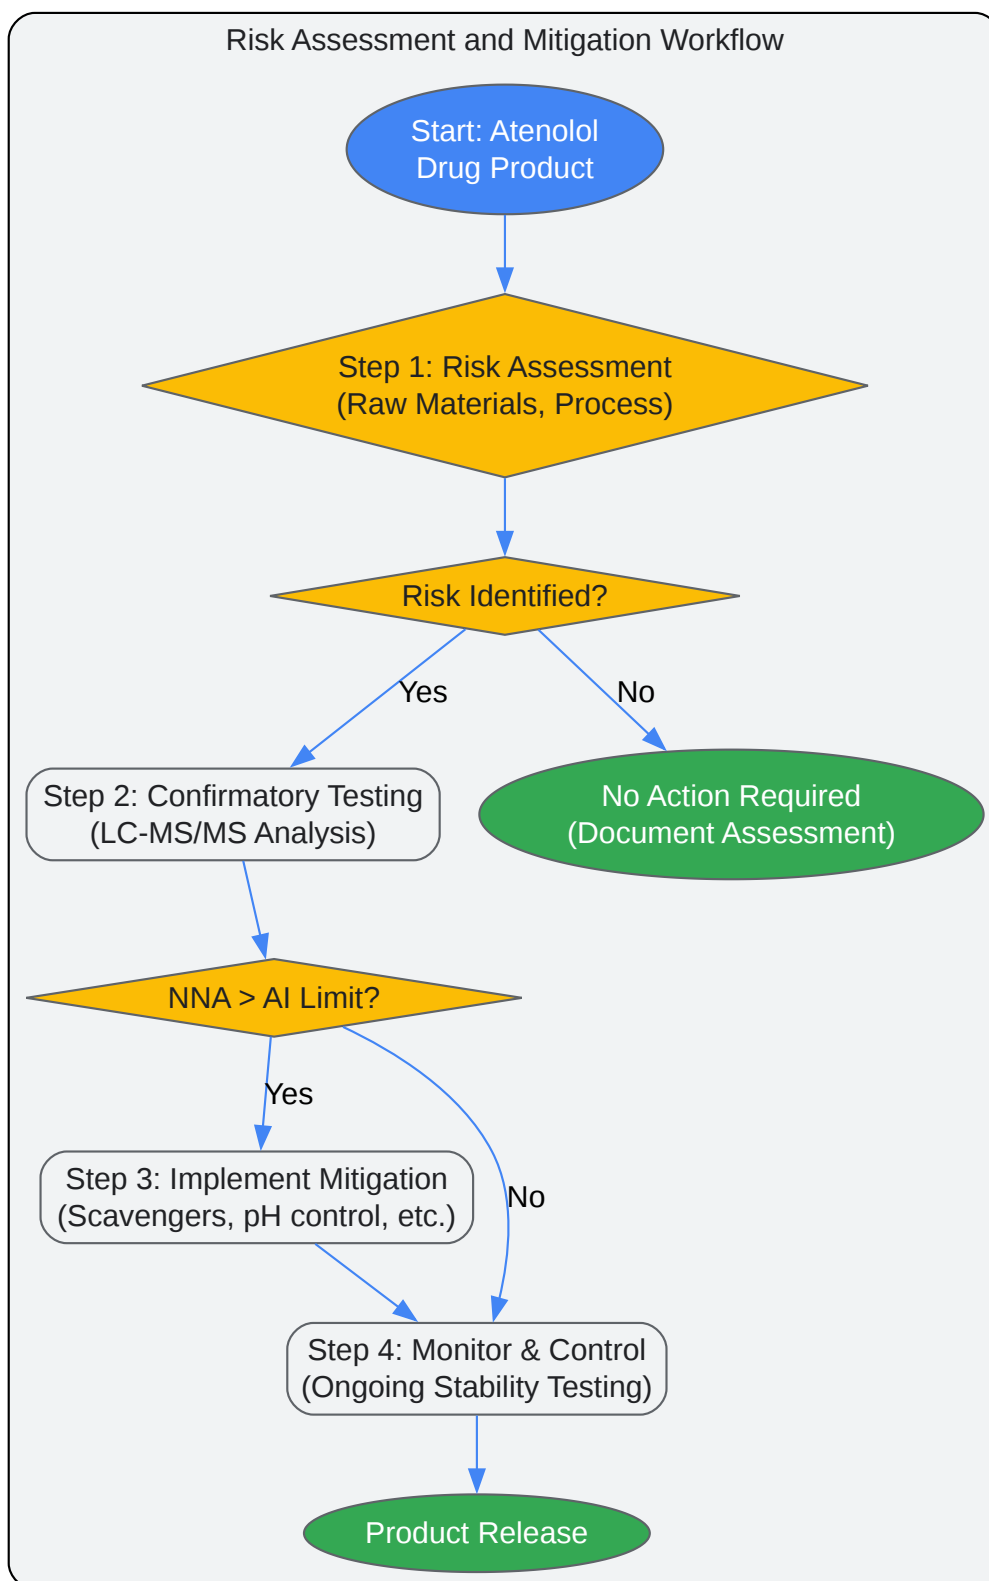 Risk Assessment and Mitigation Workflow
Start: Atenolol
Drug Product
Step 1: Risk Assessment
(Raw Materials, Process)
Risk Identified?
Yes
No
Step 2: Confirmatory Testing
(LC-MS/MS Analysis)
No Action Required
(Document Assessment)
NNA > AI Limit?
Yes
Step 3: Implement Mitigation
(Scavengers, pH control, etc.)
No
Step 4: Monitor & Control
(Ongoing Stability Testing)
Product Release